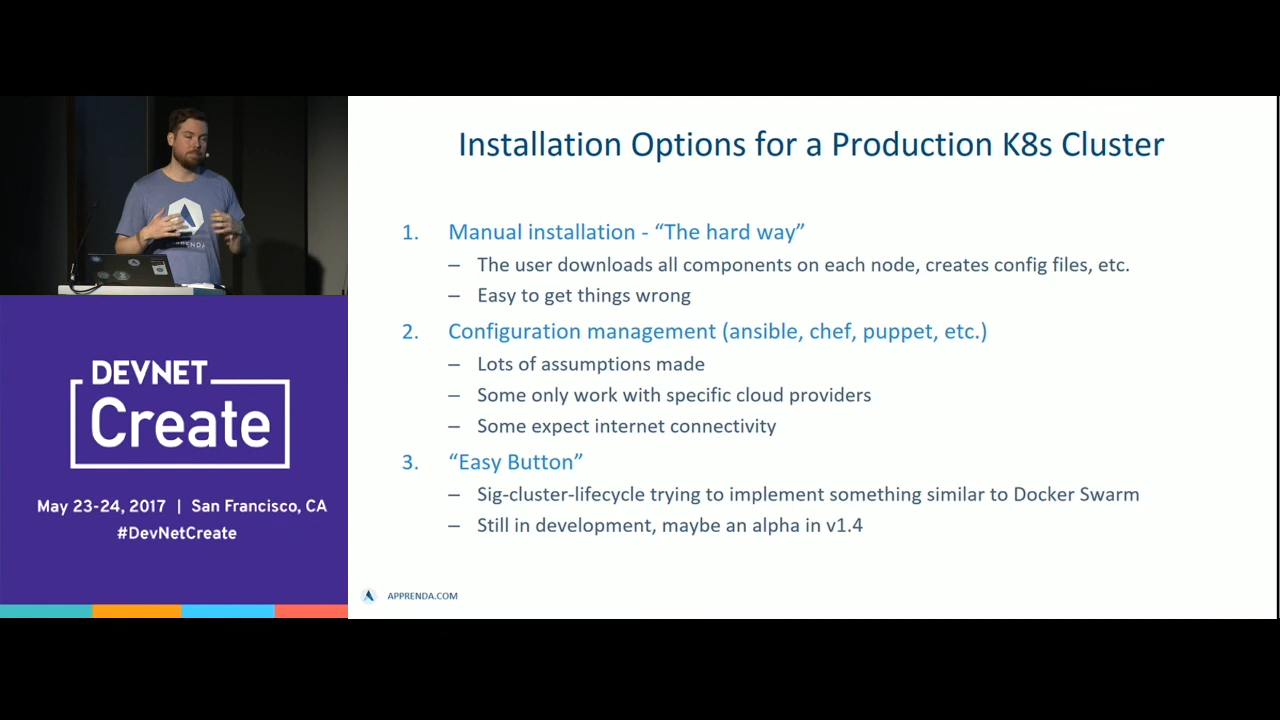 Installation Options for a Production K8s Cluster
1. Manual installation - “The hard way”
– The user downloads all components on each node, creates config files, etc.
– Easy to get things wrong
2. Configuration management (ansible, chef, puppet, etc.)
– Lots of assumptions made
– Some only work with specific cloud providers
– Some expect internet connectivity
3. “Easy Button”
– Sig-cluster-lifecycle trying to implement something similar to Docker Swarm
– Still in development, maybe an alpha in v1.4
APPRENDA.COM
DEVNET
Create
May 23-24, 2017 | San Francisco, CA
#DevNetCreate